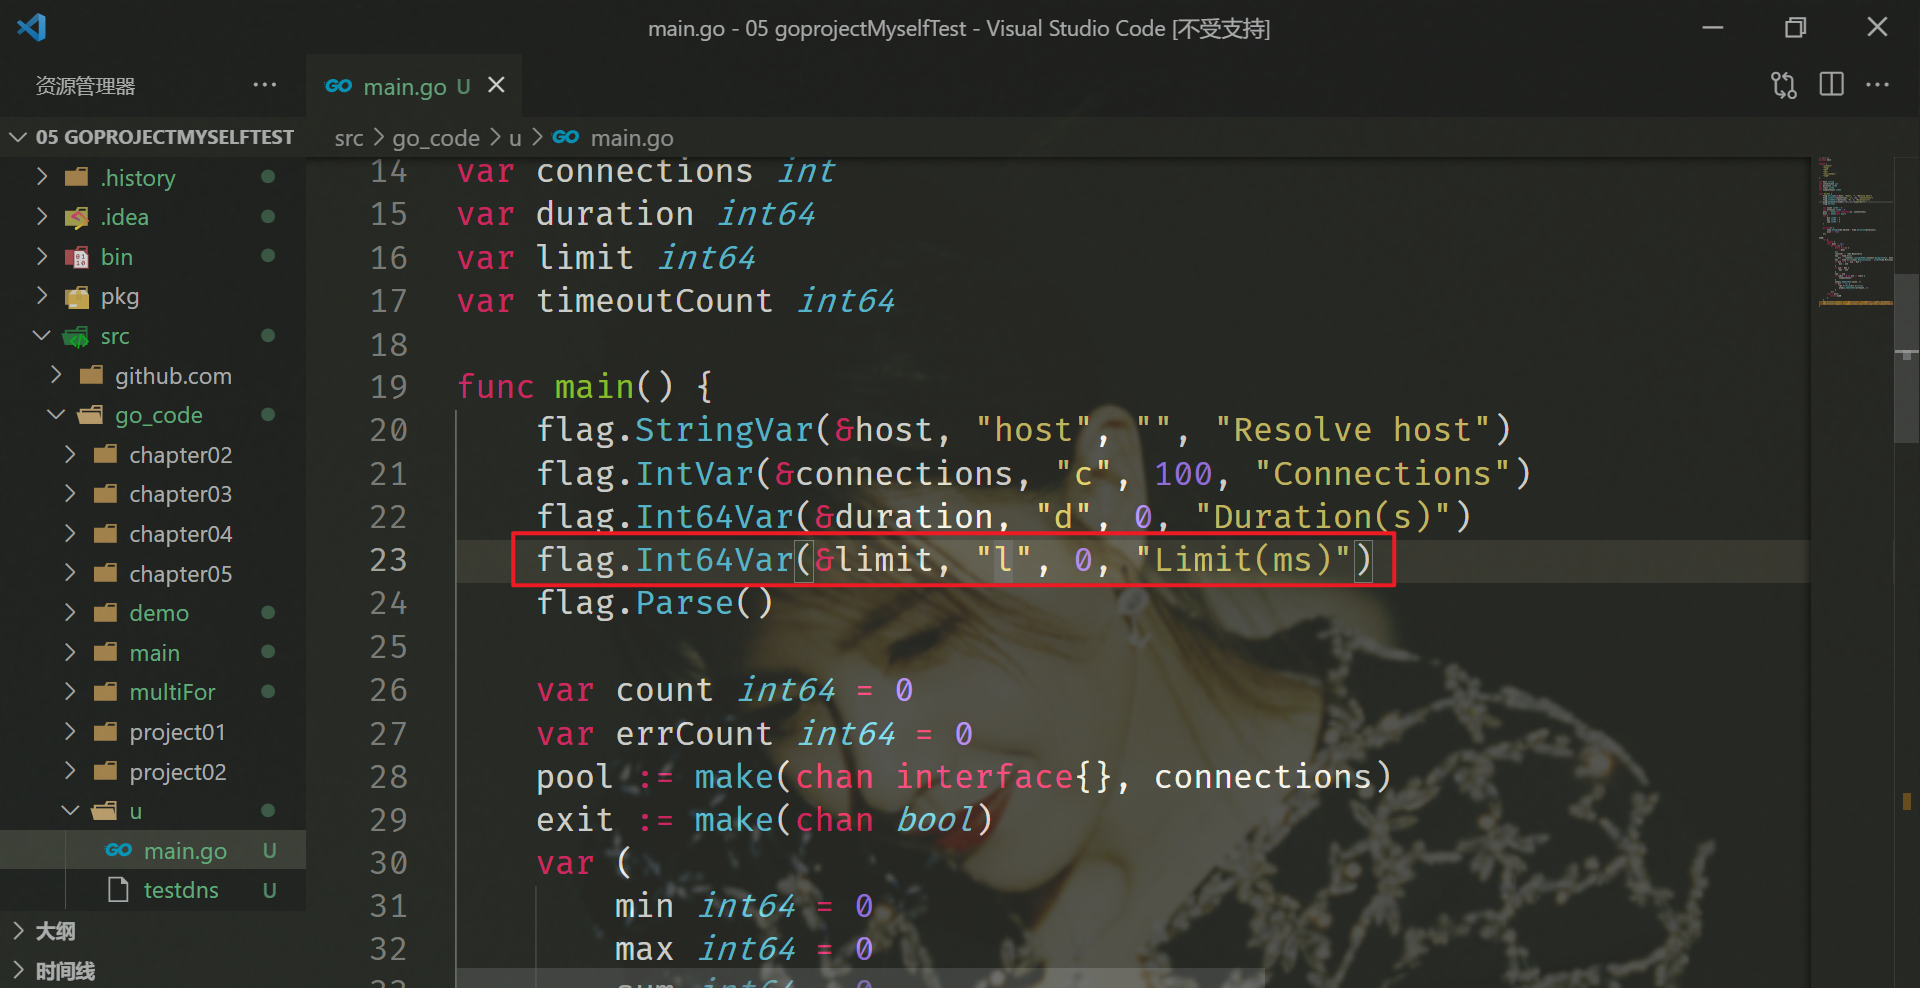 main.go - 05 goprojectMyselfTest - Visual Studio Code [不受支持]
资源管理器
GO main.go U
05 GOPROJECTMYSELFTEST
src > go_code > u > GO main.go
.history
.idea
bin
pkg
src
github.com
go_code
chapter02
chapter03
chapter04
chapter05
demo
main
multiFor
project01
project02
u
GO main.go U
testdns U
大纲
时间线
14 var connections int
15 var duration int64
16 var limit int64
17 var timeoutCount int64
18
19 func main() {
20 flag.StringVar(&host, "host", "", "Resolve host")
21 flag.IntVar(&connections, "c", 100, "Connections")
22 flag.Int64Var(&duration, "d", 0, "Duration(s)")
23 flag.Int64Var(&limit, "l", 0, "Limit(ms)")
24 flag.Parse()
25
26 var count int64 = 0
27 var errCount int64 = 0
28 pool := make(chan interface{}, connections)
29 exit := make(chan bool)
30 var (
31 min int64 = 0
32 max int64 = 0